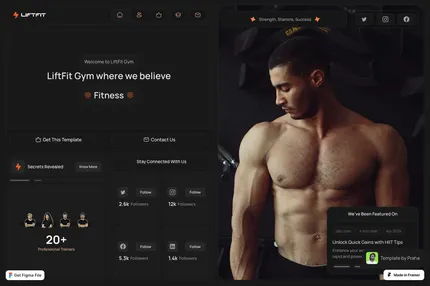 LIFTFIT
Welcome to LiftFit Gym
LiftFit Gym where we believe
Fitness
Get This Template
Contact Us
Secrets Revealed
Know More
Stay Connected With Us
20+
Professional Trainers
Follow
2.6k Followers
Follow
12k Followers
Follow
5.3k Followers
Follow
1.4k Followers
Get Figma File
Strength, Stamina, Success
We've Been Featured On
Unlock Quick Gains with HIIT Tips
Template by Praha
Made in Framer